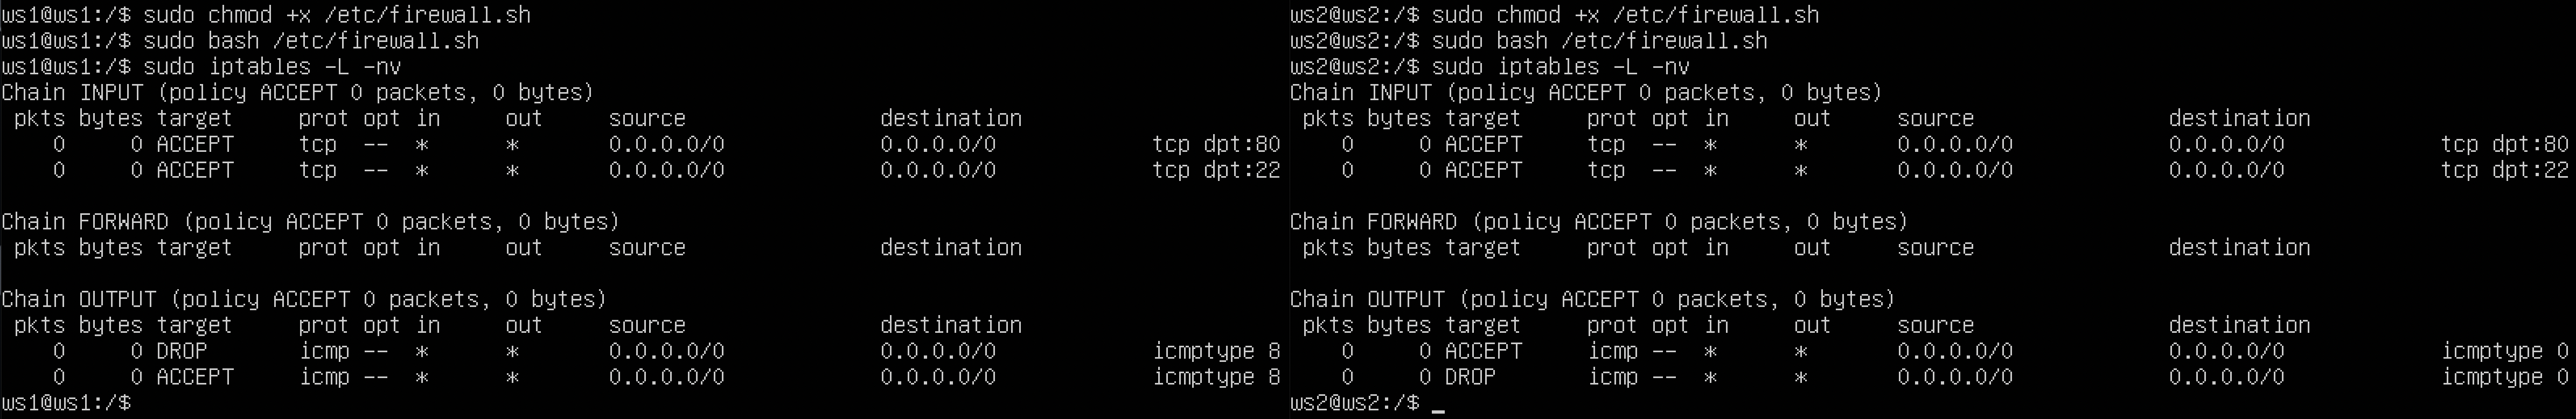 ws1@ws1:/$ sudo chmod +x /etc/firewall.sh
ws1@ws1:/$ sudo bash /etc/firewall.sh
ws1@ws1:/$ sudo iptables -L -nv
Chain INPUT (policy ACCEPT 0 packets, 0 bytes)
 pkts bytes target     prot opt in     out     source               destination
    0     0 ACCEPT     tcp  --  *      *       0.0.0.0/0            0.0.0.0/0            tcp dpt:80
    0     0 ACCEPT     tcp  --  *      *       0.0.0.0/0            0.0.0.0/0            tcp dpt:22
Chain FORWARD (policy ACCEPT 0 packets, 0 bytes)
 pkts bytes target     prot opt in     out     source               destination
Chain OUTPUT (policy ACCEPT 0 packets, 0 bytes)
 pkts bytes target     prot opt in     out     source               destination
    0     0 DROP       icmp --  *      *       0.0.0.0/0            0.0.0.0/0            icmptype 8
    0     0 ACCEPT     icmp --  *      *       0.0.0.0/0            0.0.0.0/0            icmptype 8
ws1@ws1:/$
ws2@ws2:/$ sudo chmod +x /etc/firewall.sh
ws2@ws2:/$ sudo bash /etc/firewall.sh
ws2@ws2:/$ sudo iptables -L -nv
Chain INPUT (policy ACCEPT 0 packets, 0 bytes)
 pkts bytes target     prot opt in     out     source               destination
    0     0 ACCEPT     tcp  --  *      *       0.0.0.0/0            0.0.0.0/0            tcp dpt:80
    0     0 ACCEPT     tcp  --  *      *       0.0.0.0/0            0.0.0.0/0            tcp dpt:22
Chain FORWARD (policy ACCEPT 0 packets, 0 bytes)
 pkts bytes target     prot opt in     out     source               destination
Chain OUTPUT (policy ACCEPT 0 packets, 0 bytes)
 pkts bytes target     prot opt in     out     source               destination
    0     0 ACCEPT     icmp --  *      *       0.0.0.0/0            0.0.0.0/0            icmptype 0
    0     0 DROP       icmp --  *      *       0.0.0.0/0            0.0.0.0/0            icmptype 0
ws2@ws2:/$ _